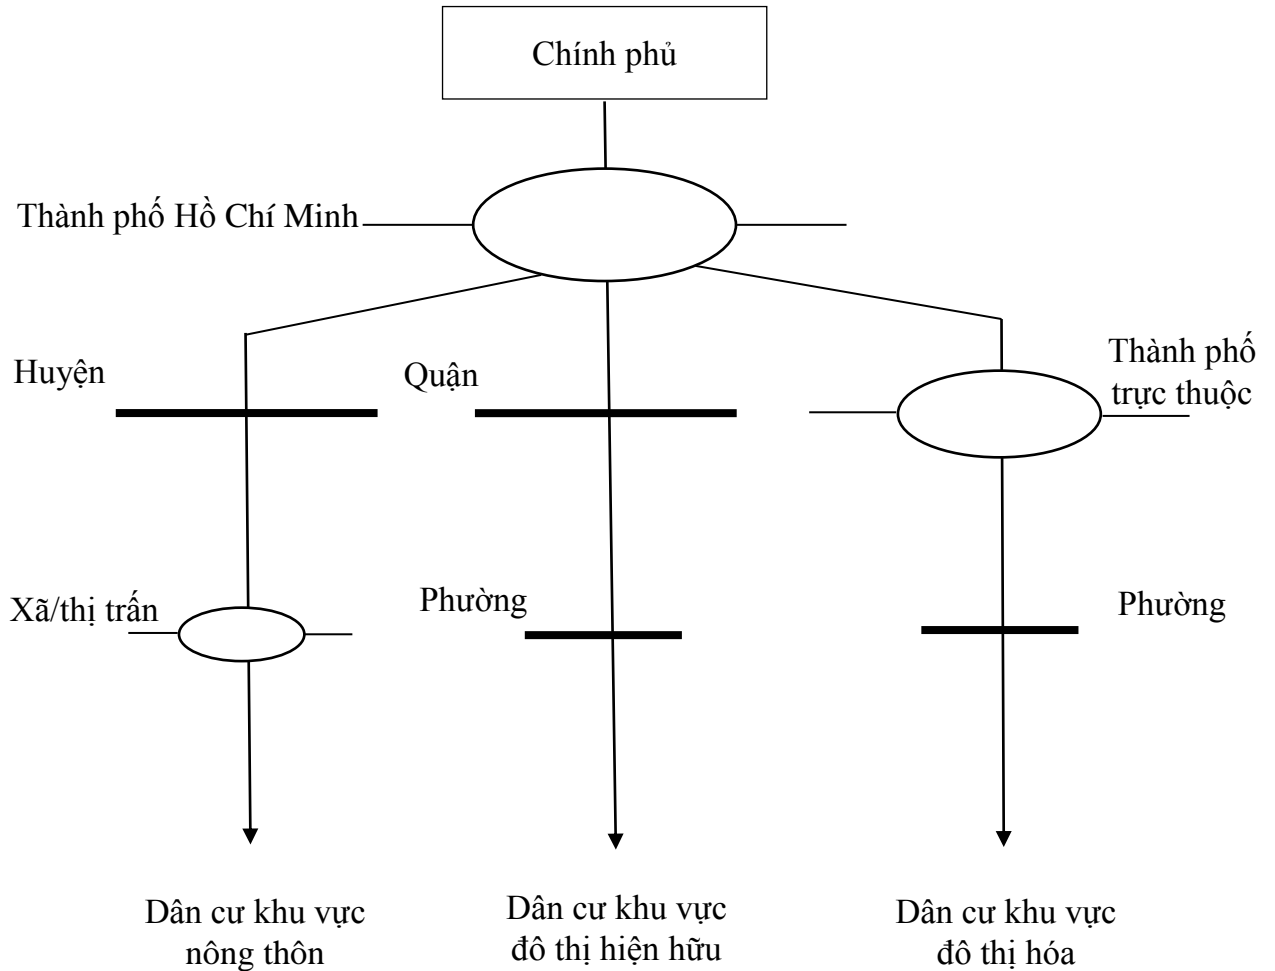 Chính phủ
Thành phố Hồ Chí Minh
Huyện
Quận
Thành phố
trực thuộc
Xã/thị trấn
Phường
Phường
Dân cư khu vực
nông thôn
Dân cư khu vực
đô thị hiện hữu
Dân cư khu vực
đô thị hóa